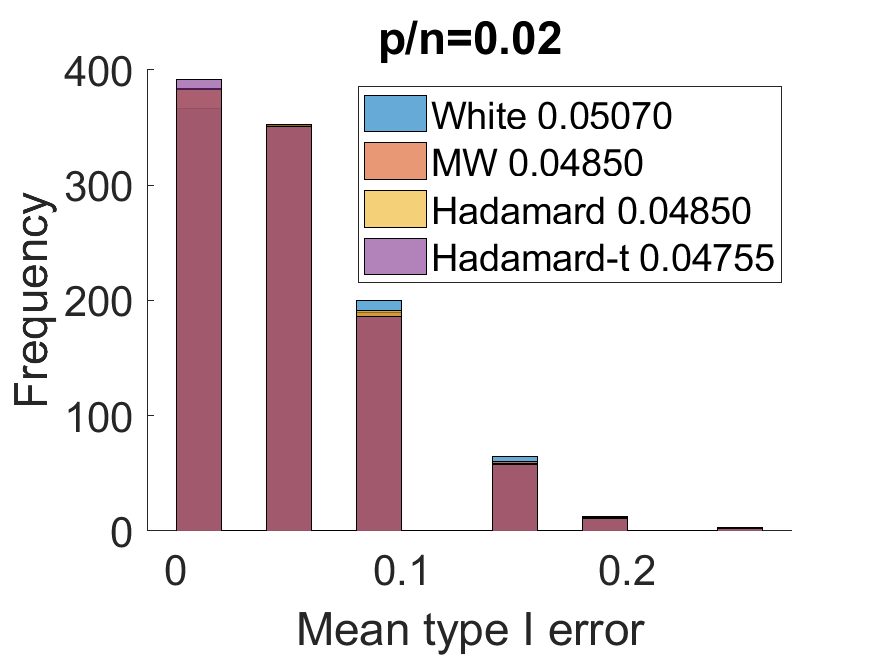 p/n=0.02
400
300
200
100
0
Frequency
White 0.05070
MW 0.04850
Hadamard 0.04850
Hadamard-t 0.04755
0 0.1 0.2
Mean type I error